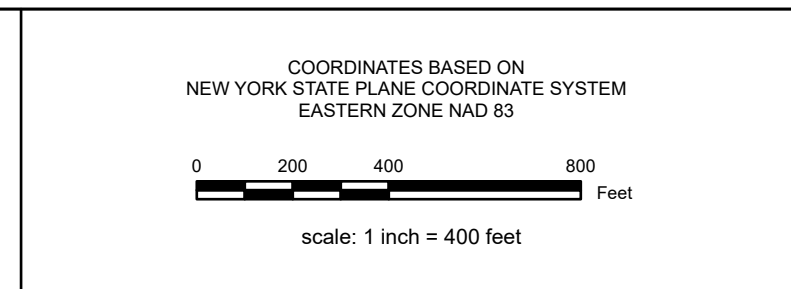 COORDINATES BASED ON
NEW YORK STATE PLANE COORDINATE SYSTEM
EASTERN ZONE NAD 83
0 200 400 800
Feet
scale: 1 inch = 400 feet